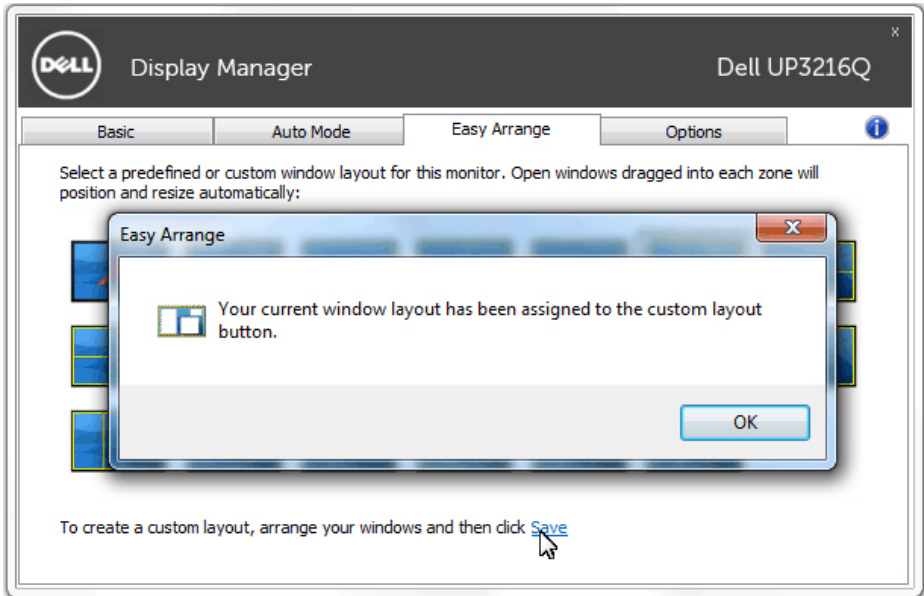 x
DELL
Display Manager
Dell UP3216Q
Basic
Auto Mode
Easy Arrange
Options
i
Select a predefined or custom window layout for this monitor. Open windows dragged into each zone will
position and resize automatically:
Easy Arrange
x
Your current window layout has been assigned to the custom layout
button.
OK
To create a custom layout, arrange your windows and then click Save